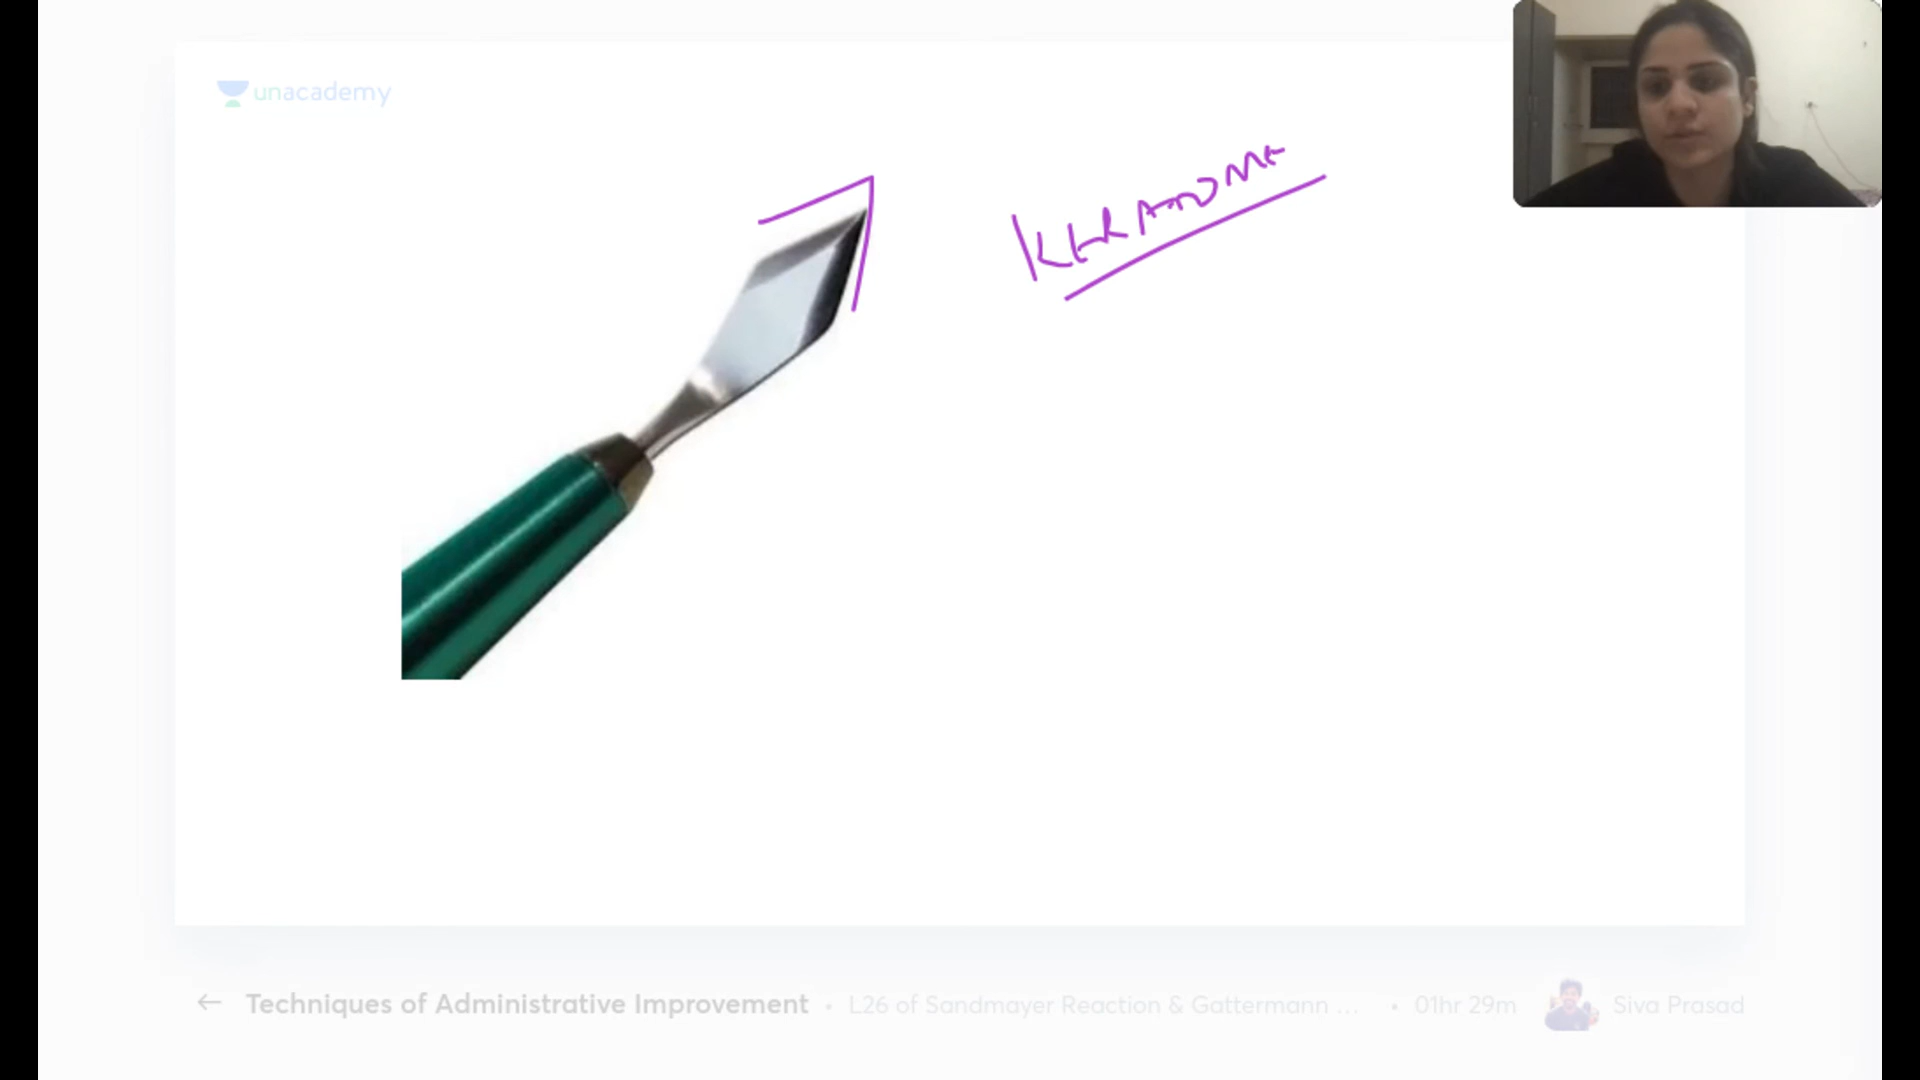 unacademy
KERATOME
Techniques of Administrative Improvement • L26 of Sandmayer Reaction & Gattermann ... • 01hr 29m Siva Prasad